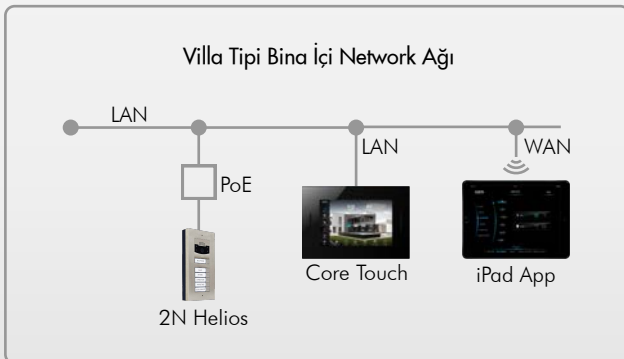 Villa Tipi Bina İçi Network Ağı
LAN
LAN
WAN
PoE
Core Touch
iPad App
2N Helios